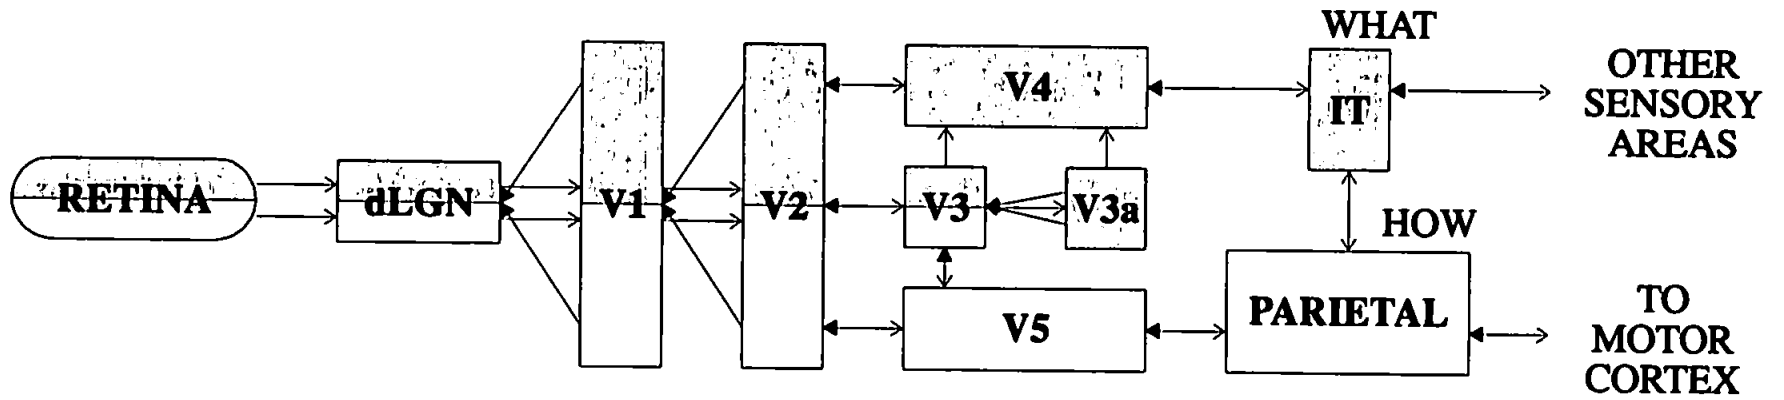 WHAT
OTHER
SENSORY
AREAS
V4
IT
RETINA
dLGN
V1
V2
V3
V3a
HOW
PARIETAL
V5
TO
MOTOR
CORTEX